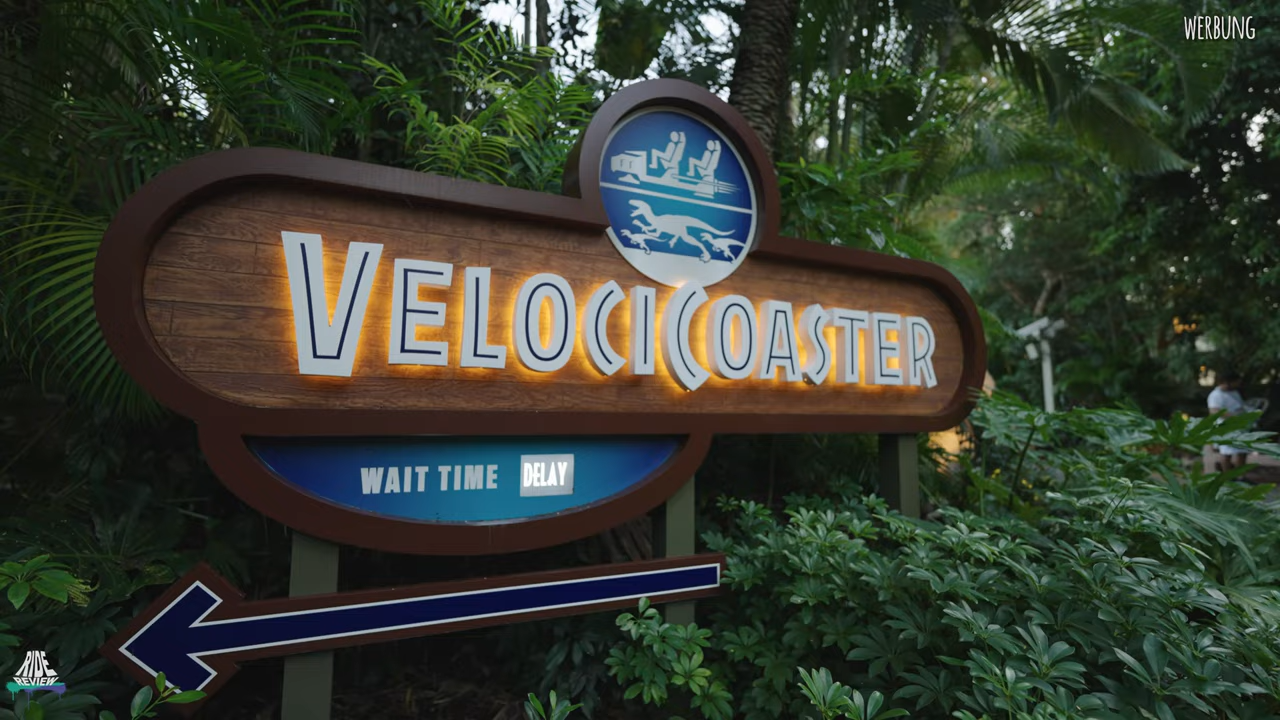 WERBUNG
VELOCICOASTER
WAIT TIME DELAY
RIDE
REVIEW